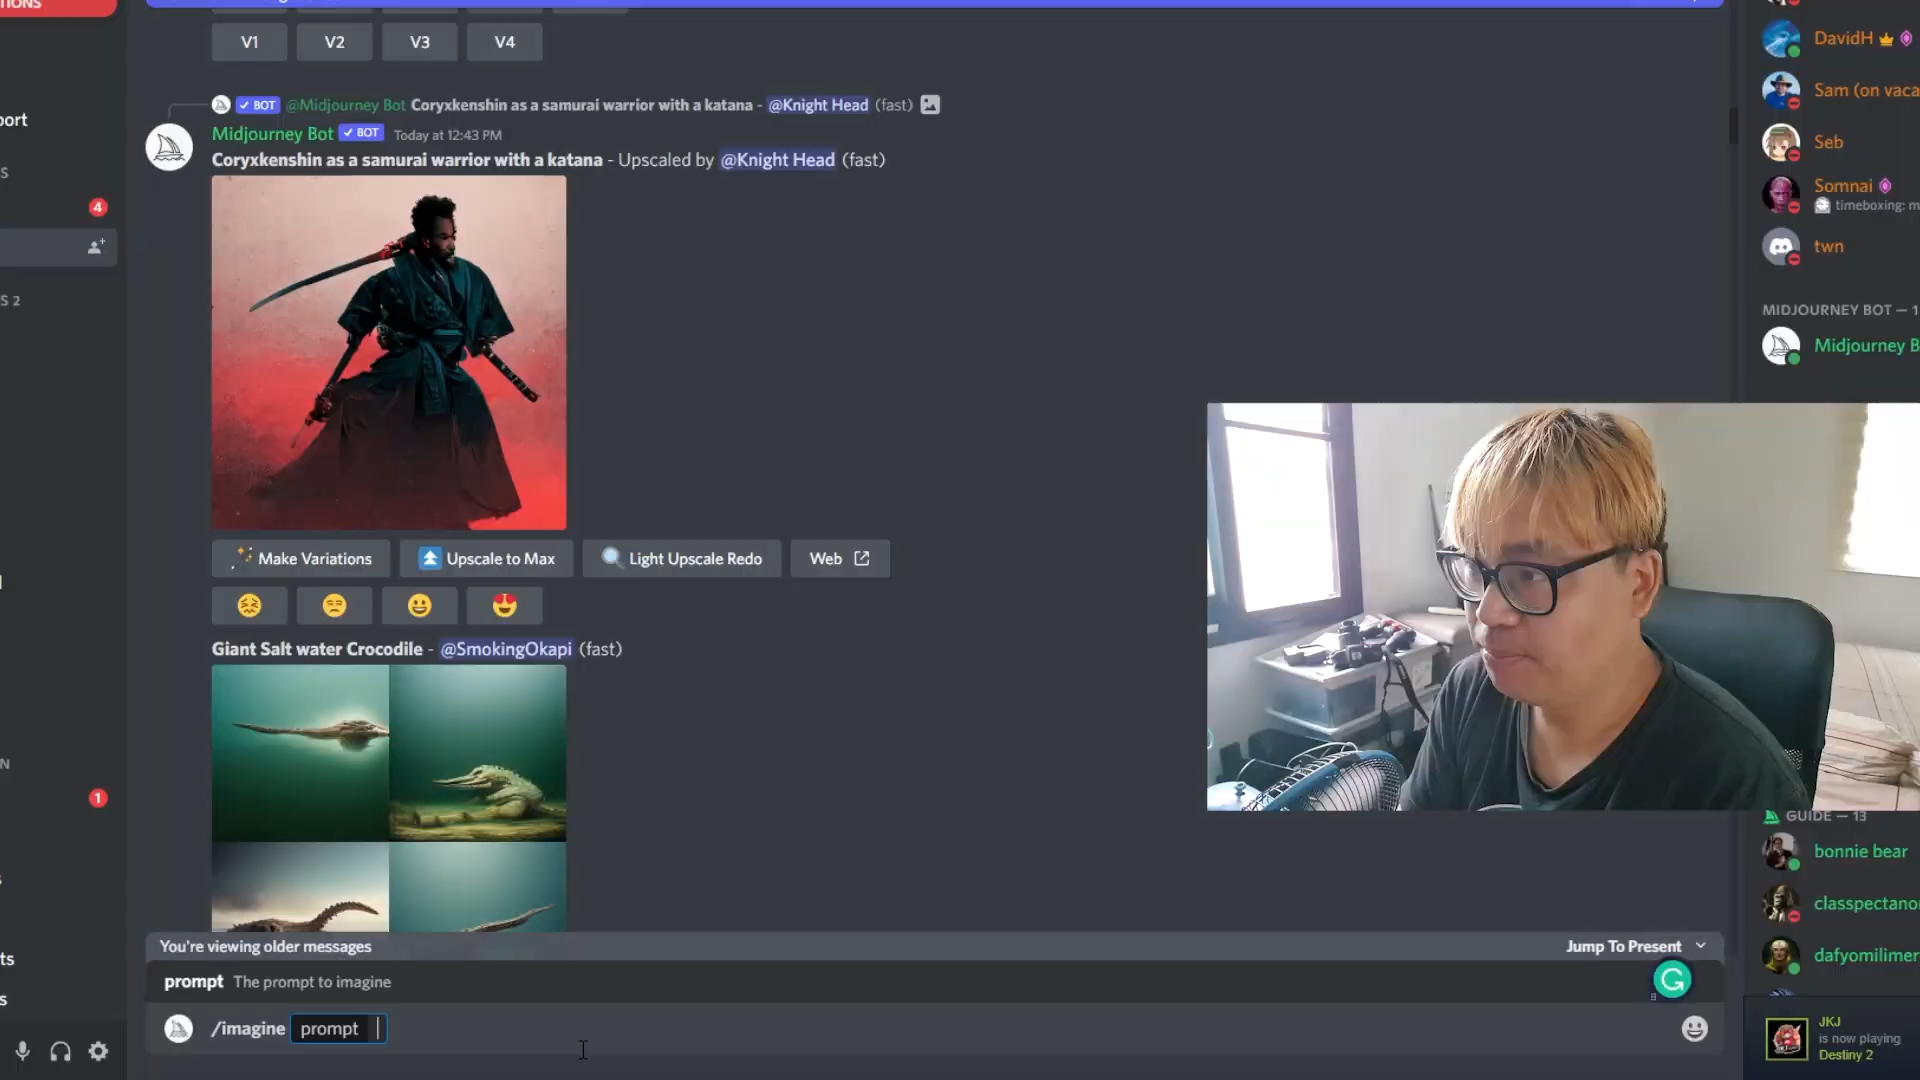 IONS
V1 V2 V3 V4
BOT @Midjourney Bot Coryxkenshin as a samurai warrior with a katana - @Knight Head (fast)
Midjourney Bot BOT Today at 12:43 PM
Coryxkenshin as a samurai warrior with a katana - Upscaled by @Knight Head (fast)
Make Variations Upscale to Max Light Upscale Redo Web
Giant Salt water Crocodile - @SmokingOkapi (fast)
You're viewing older messages Jump To Present
prompt The prompt to imagine
/imagine prompt
ort
S
4
S 2
N
1
ts
s
DavidH
Sam (on vaca
Seb
Somnai
timeboxing: m
twn
MIDJOURNEY BOT — 1
Midjourney B
GUIDE — 13
bonnie bear
classpectano
dafyomilimer
JKJ
is now playing
Destiny 2